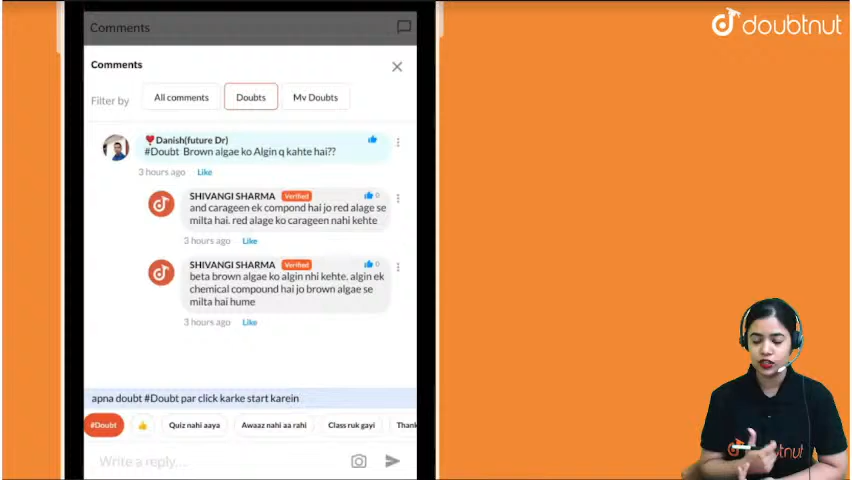 Comments
doubtnut
Comments
Filter by
All comments
Doubts
My Doubts
Danish(future Dr)
#Doubt Brown algae ko Algin q kahte hai??
3 hours ago Like
SHIVANGI SHARMA Verified 0
and carageen ek compond hai jo red alage se
milta hai. red alage ko carageen nahi kehte
3 hours ago Like
SHIVANGI SHARMA Verified 0
beta brown algae ko algin nhi kehte. algin ek
chemical compound hai jo brown algae se
milta hai hume
3 hours ago Like
apna doubt #Doubt par click karke start karein
#Doubt
Quiz nahi aaya
Awaaz nahi aa rahi
Class ruk gayi
Thank
Write a reply...